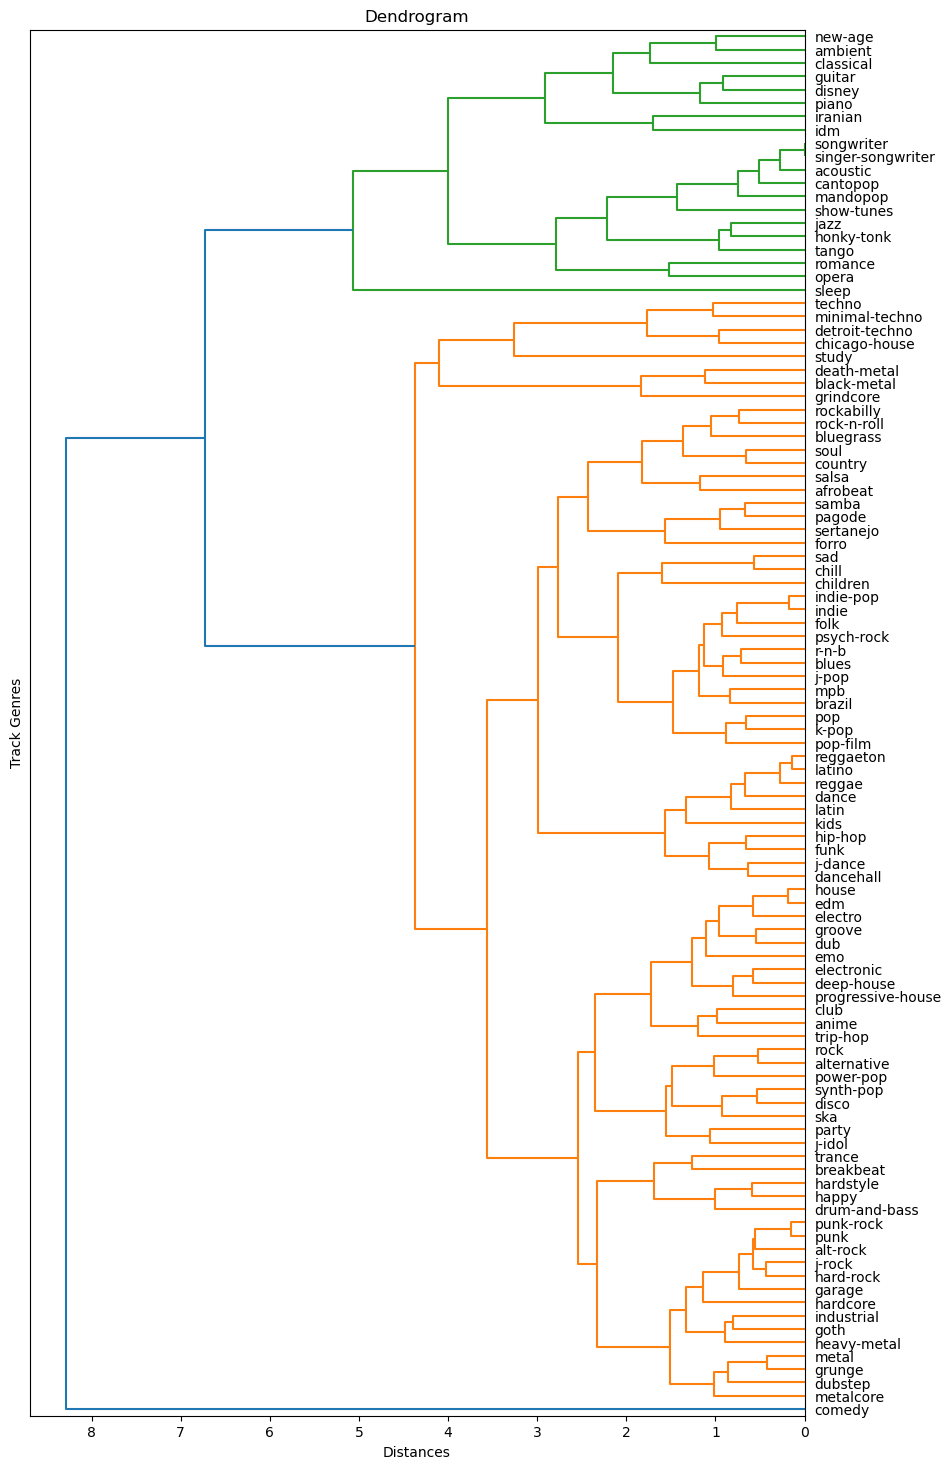 Dendrogram
new-age
ambient
classical
guitar
disney
piano
iranian
idm
songwriter
singer-songwriter
acoustic
cantopop
mandopop
show-tunes
jazz
honky-tonk
tango
romance
opera
sleep
techno
minimal-techno
detroit-techno
chicago-house
study
death-metal
black-metal
grindcore
rockabilly
rock-n-roll
bluegrass
soul
country
salsa
afrobeat
samba
pagode
sertanejo
forro
sad
chill
children
indie-pop
indie
folk
psych-rock
r-n-b
blues
j-pop
mpb
brazil
pop
k-pop
pop-film
reggaeton
latino
reggae
dance
latin
kids
hip-hop
funk
j-dance
dancehall
house
edm
electro
groove
dub
emo
electronic
deep-house
progressive-house
club
anime
trip-hop
rock
alternative
power-pop
synth-pop
disco
ska
party
j-idol
trance
breakbeat
hardstyle
happy
drum-and-bass
punk-rock
punk
alt-rock
j-rock
hard-rock
garage
hardcore
industrial
goth
heavy-metal
metal
grunge
dubstep
metalcore
comedy
Track Genres
8 7 6 5 4 3 2 1 0
Distances